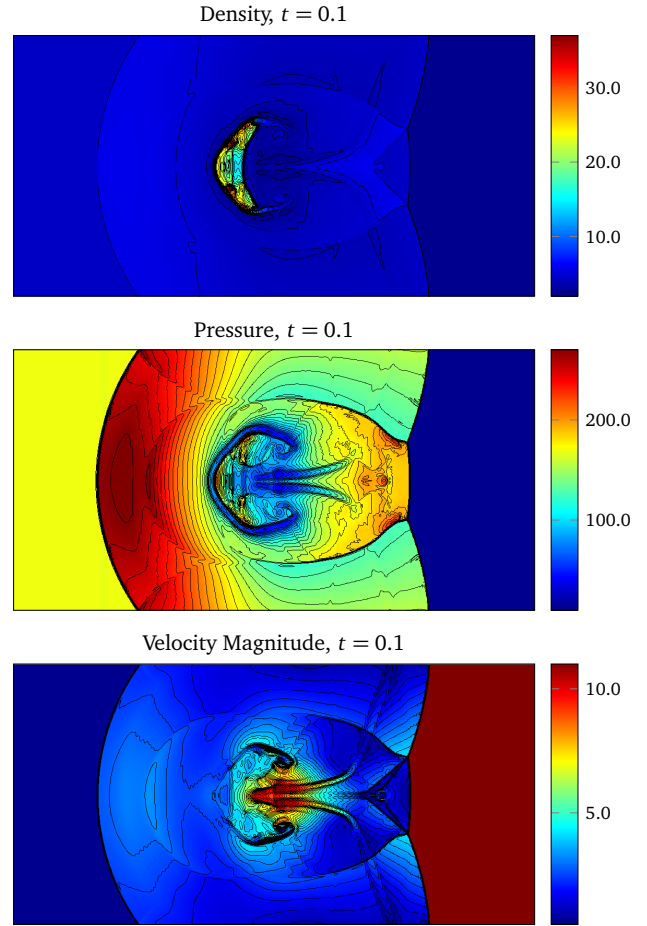 Density, t = 0.1
30.0
20.0
10.0
Pressure, t = 0.1
200.0
100.0
Velocity Magnitude, t = 0.1
10.0
5.0